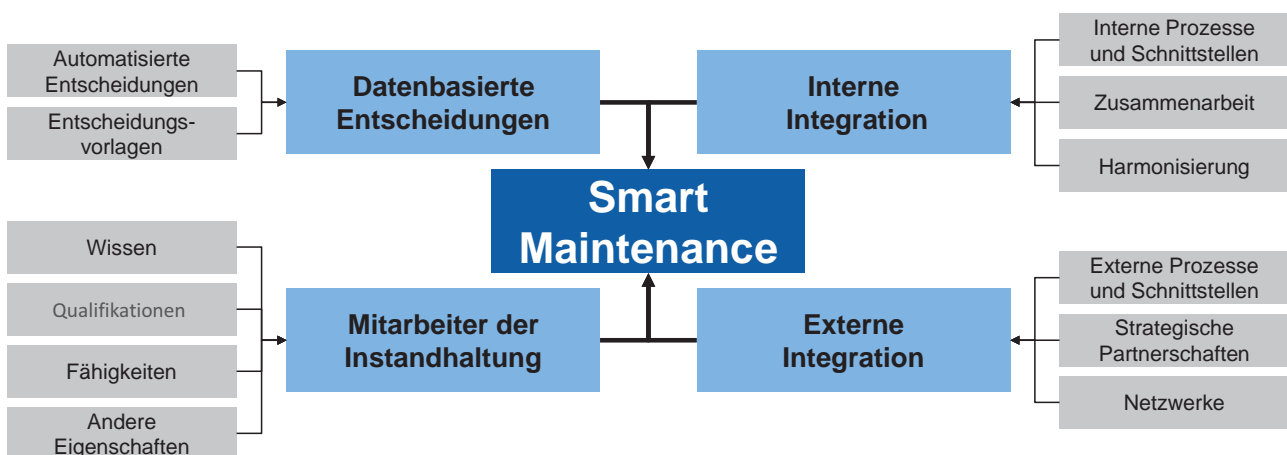 Automatisierte
Entscheidungen
Entscheidungs-
vorlagen
Datenbasierte
Entscheidungen
Interne
Integration
Interne Prozesse
und Schnittstellen
Zusammenarbeit
Harmonisierung
Smart
Maintenance
Wissen
Qualifikationen
Fähigkeiten
Andere
Eigenschaften
Mitarbeiter der
Instandhaltung
Externe
Integration
Externe Prozesse
und Schnittstellen
Strategische
Partnerschaften
Netzwerke